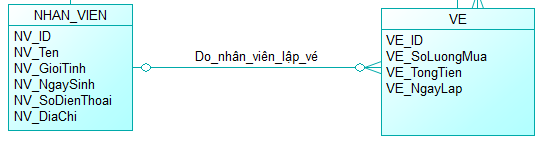 NHAN_VIEN
NV_ID
NV_Ten
NV_GioiTinh
NV_NgaySinh
NV_SoDienThoai
NV_DiaChi
Do_nhân_viên_lập_vé
VE
VE_ID
VE_SoLuongMua
VE_TongTien
VE_NgayLap